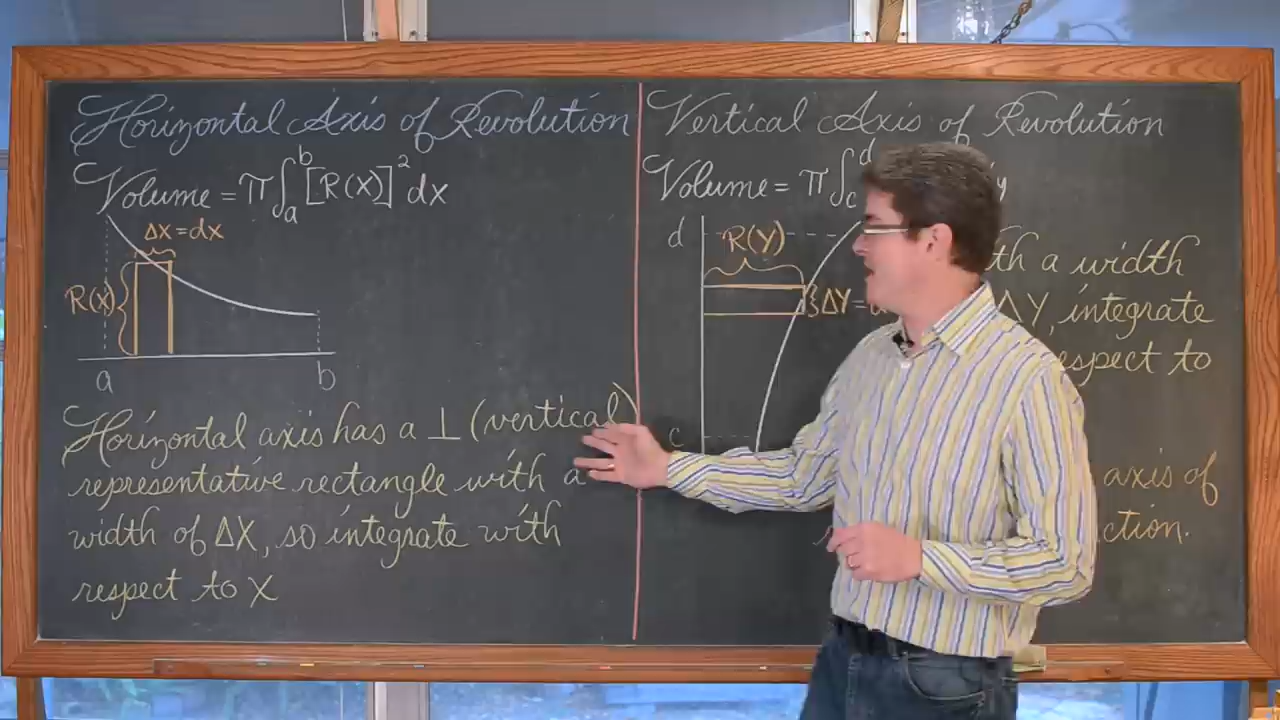 Horizontal Axis of Revolution
Volume = π∫ₐᵇ [R(X)]² dx
ΔX = dx
R(x)
a
b
Horizontal axis has a ⊥ (vertical)
representative rectangle with a
width of ΔX, so integrate with
respect to X
Vertical Axis of Revolution
Volume = π∫
d
c
y
d
R(Y)
ΔY =
c
th a width
ΔY, integrate
espect to
axis of
ction.